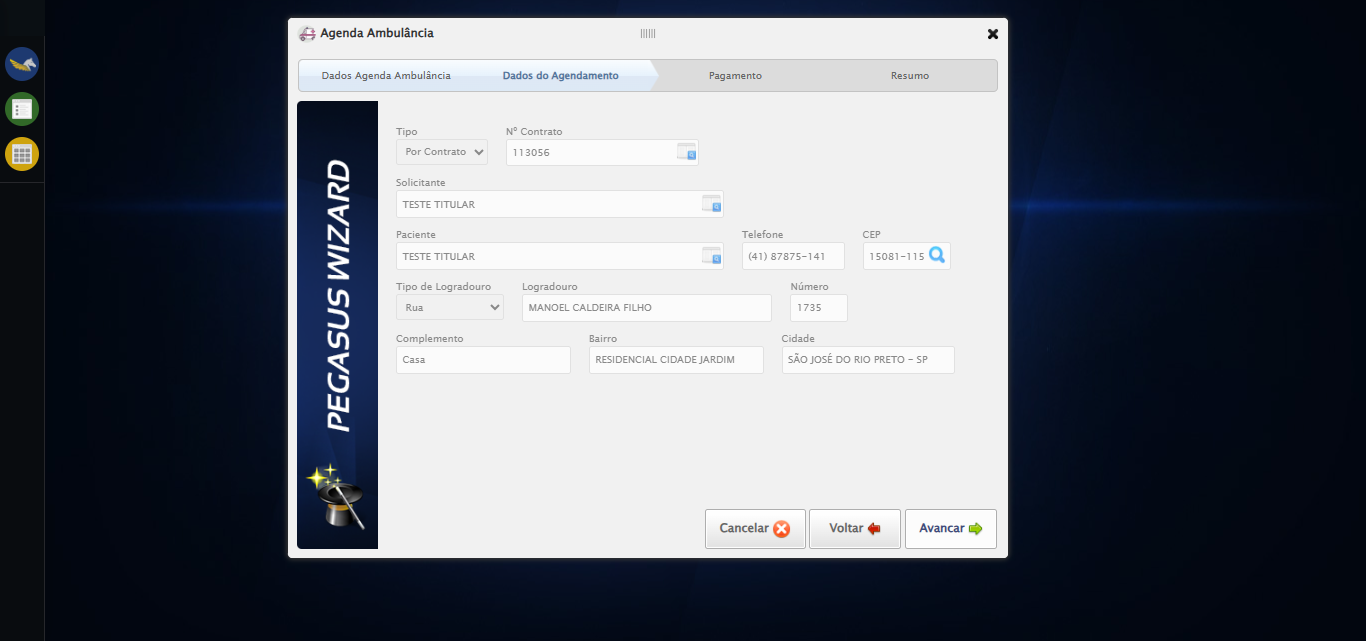 Agenda Ambulância
Dados Agenda Ambulância Dados do Agendamento Pagamento Resumo
PEGASUS WIZARD
Tipo Nº Contrato
Por Contrato 113056
Solicitante
TESTE TITULAR
Paciente Telefone CEP
TESTE TITULAR (41) 87875-141 15081-115
Tipo de Logradouro Logradouro Número
Rua MANOEL CALDEIRA FILHO 1735
Complemento Bairro Cidade
Casa RESIDENCIAL CIDADE JARDIM SÃO JOSÉ DO RIO PRETO - SP
Cancelar Voltar Avancar